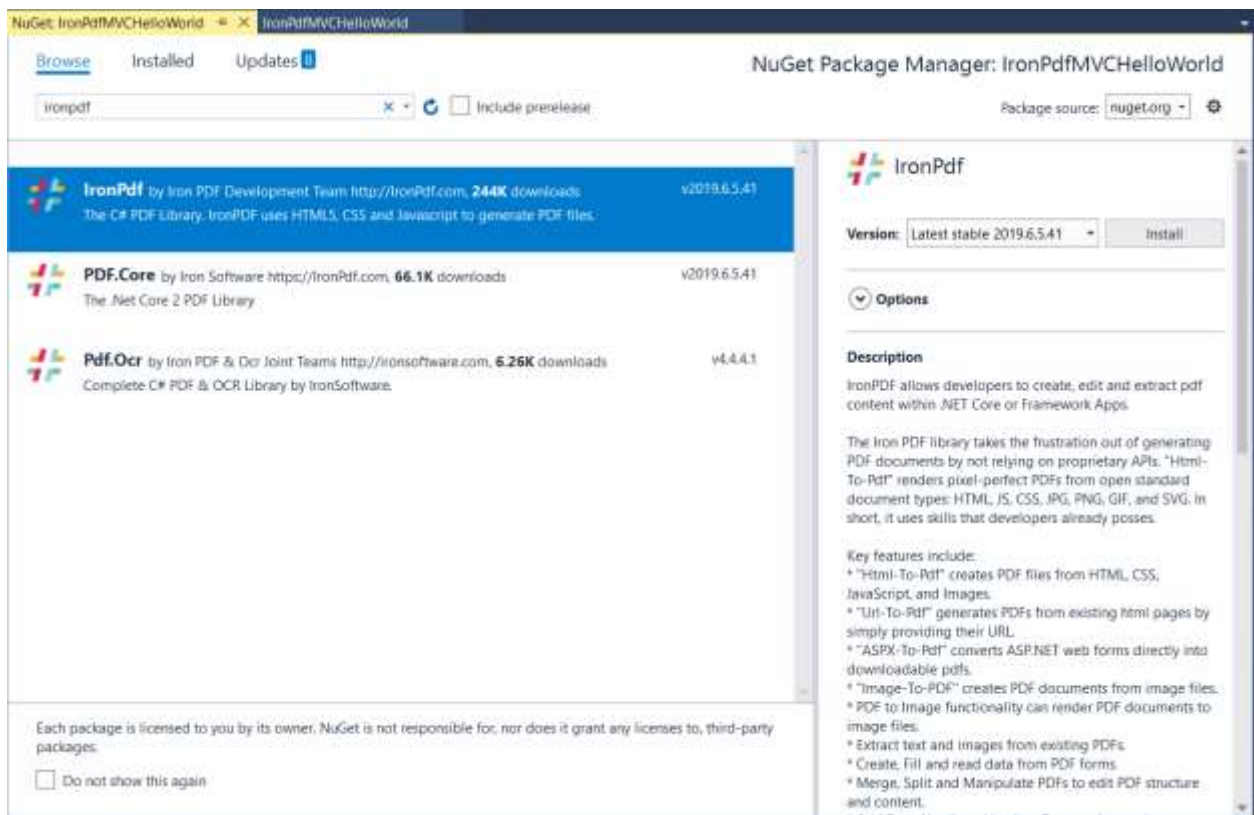 NuGet: IronPdfMVCHelloWorld
IronPdfMVCHelloWorld
Browse Installed Updates
NuGet Package Manager: IronPdfMVCHelloWorld
ironpdf
Include prerelease
Package source: nuget.org
IronPdf by Iron PDF Development Team http://IronPdf.com, 244K downloads v2019.6.5.41
The C# PDF Library. IronPDF uses HTML5, CSS and Javascript to generate PDF files.
PDF.Core by Iron Software https://IronPdf.com, 66.1K downloads v2019.6.5.41
The .Net Core 2 PDF Library
Pdf.Ocr by Iron PDF & Ocr Joint Teams http://ironsoftware.com, 6.26K downloads v4.4.4.1
Complete C# PDF & OCR Library by IronSoftware.
Each package is licensed to you by its owner. NuGet is not responsible for, nor does it grant any licenses to, third-party
packages.
Do not show this again
IronPdf
Version: Latest stable 2019.6.5.41 Install
Options
Description
IronPDF allows developers to create, edit and extract pdf
content within .NET Core or Framework Apps.
The Iron PDF library takes the frustration out of generating
PDF documents by not relying on proprietary APIs. "Html-
To-Pdf" renders pixel-perfect PDFs from open standard
document types: HTML, JS, CSS, JPG, PNG, GIF, and SVG. In
short, it uses skills that developers already posses.
Key features include:
* "Html-To-Pdf" creates PDF files from HTML, CSS,
JavaScript, and Images.
* "Url-To-Pdf" generates PDFs from existing html pages by
simply providing their URL.
* "ASPX-To-Pdf" converts ASP.NET web forms directly into
downloadable pdfs.
* "Image-To-PDF" creates PDF documents from image files.
* PDF to Image functionality can render PDF documents to
image files.
* Extract text and images from existing PDFs.
* Create, Fill and read data from PDF forms.
* Merge, Split and Manipulate PDFs to edit PDF structure
and content.